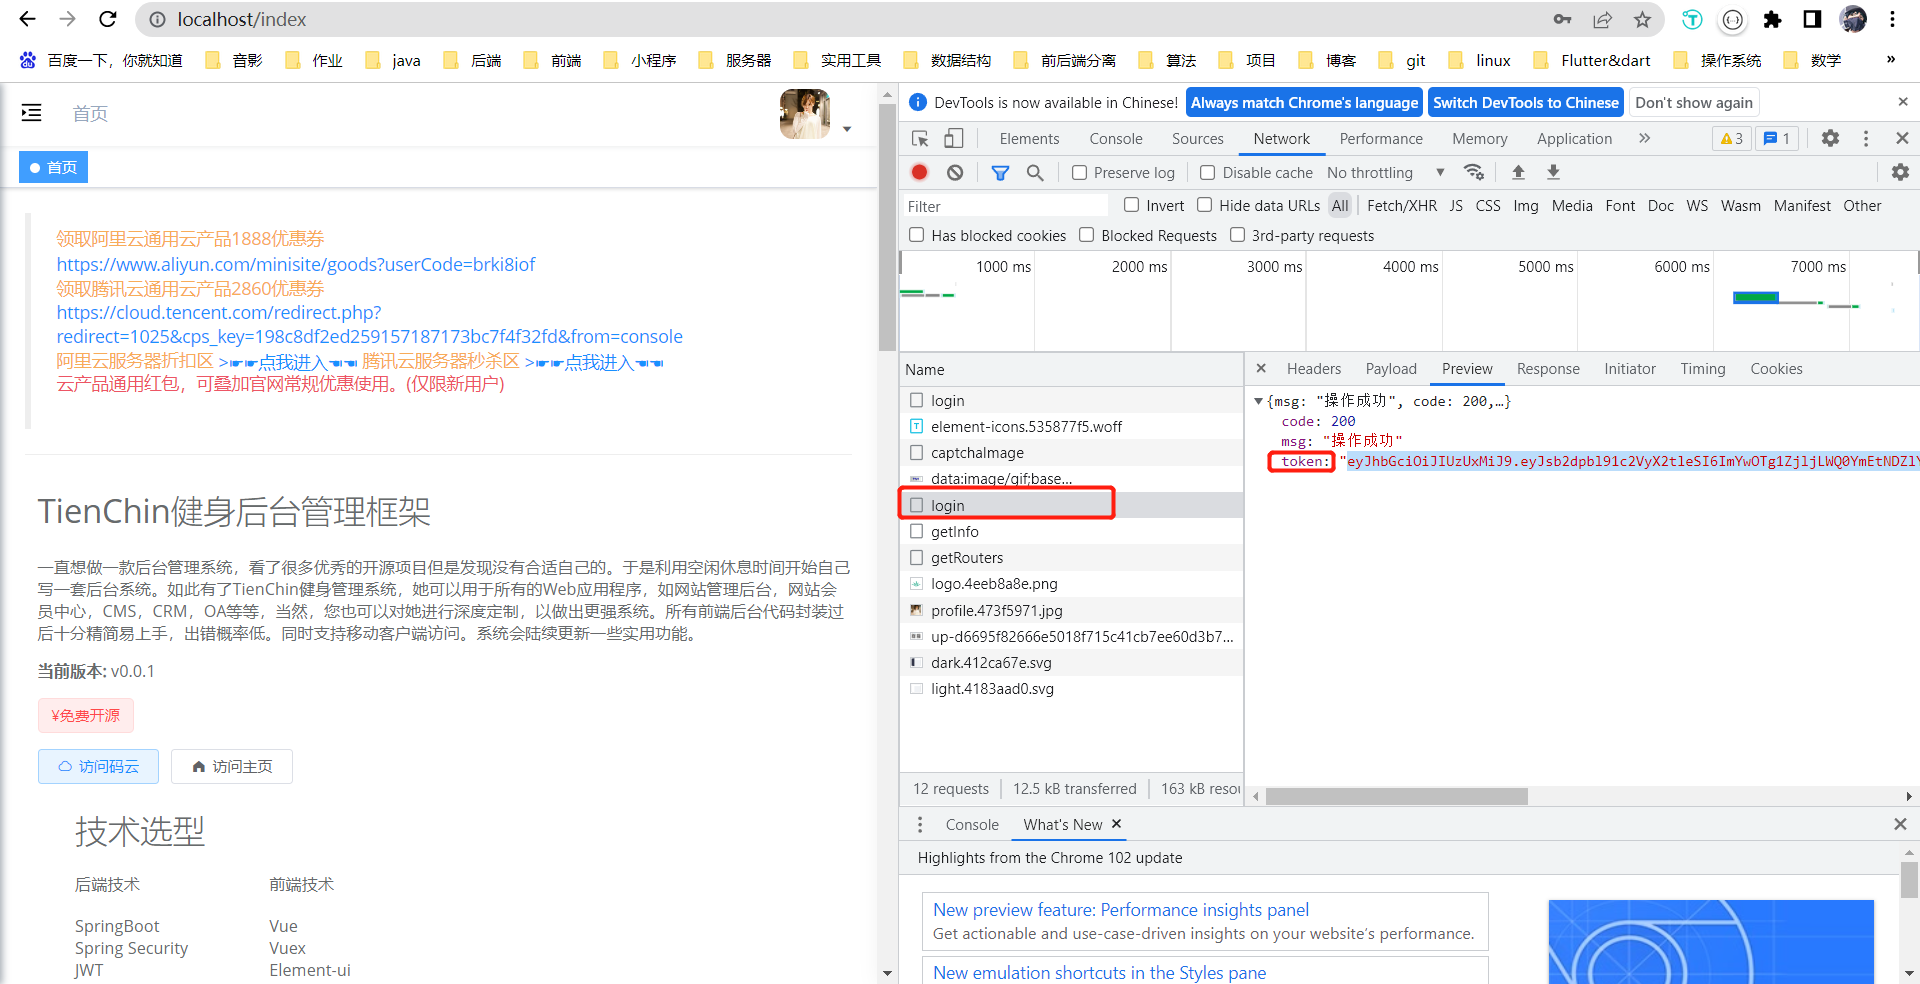 localhost/index
百度一下，你就知道 音影 作业 java 后端 前端 小程序 服务器 实用工具 数据结构 前后端分离 算法 项目 博客 git linux Flutter&dart 操作系统 数学 »
首页
首页
领取阿里云通用云产品1888优惠券
https://www.aliyun.com/minisite/goods?userCode=brki8iof
领取腾讯云通用云产品2860优惠券
https://cloud.tencent.com/redirect.php?
redirect=1025&cps_key=198c8df2ed259157187173bc7f4f32fd&from=console
阿里云服务器折扣区 >☛☛点我进入☚☚ 腾讯云服务器秒杀区 >☛☛点我进入☚☚
云产品通用红包，可叠加官网常规优惠使用。(仅限新用户)
TienChin健身后台管理框架
一直想做一款后台管理系统，看了很多优秀的开源项目但是发现没有合适自己的。于是利用空闲休息时间开始自己
写一套后台系统。如此有了TienChin健身管理系统，她可以用于所有的Web应用程序，如网站管理后台，网站会
员中心，CMS，CRM，OA等等，当然，您也可以对她进行深度定制，以做出更强系统。所有前端后台代码封装过
后十分精简易上手，出错概率低。同时支持移动客户端访问。系统会陆续更新一些实用功能。
当前版本: v0.0.1
¥免费开源
访问码云 访问主页
技术选型
后端技术 前端技术
SpringBoot Vue
Spring Security Vuex
JWT Element-ui
DevTools is now available in Chinese! Always match Chrome's language Switch DevTools to Chinese Don't show again
Elements Console Sources Network Performance Memory Application » 3 1
Preserve log Disable cache No throttling
Filter Invert Hide data URLs All Fetch/XHR JS CSS Img Media Font Doc WS Wasm Manifest Other
Has blocked cookies Blocked Requests 3rd-party requests
1000 ms 2000 ms 3000 ms 4000 ms 5000 ms 6000 ms 7000 ms
Name
login
element-icons.535877f5.woff
captchaImage
data:image/gif;base...
login
getInfo
getRouters
logo.4eeb8a8e.png
profile.473f5971.jpg
up-d6695f82666e5018f715c41cb7ee60d3b7...
dark.412ca67e.svg
light.4183aad0.svg
12 requests 12.5 kB transferred 163 kB resou
Headers Payload Preview Response Initiator Timing Cookies
{msg: "操作成功", code: 200,…}
code: 200
msg: "操作成功"
token: "eyJhbGciOiJIUzUxMiJ9.eyJsb2dpbl91c2VyX2tleSI6ImYwOTg1ZjljLWQ0YmEtNDZlY
Console What's New
Highlights from the Chrome 102 update
New preview feature: Performance insights panel
Get actionable and use-case-driven insights on your website's performance.
New emulation shortcuts in the Styles pane